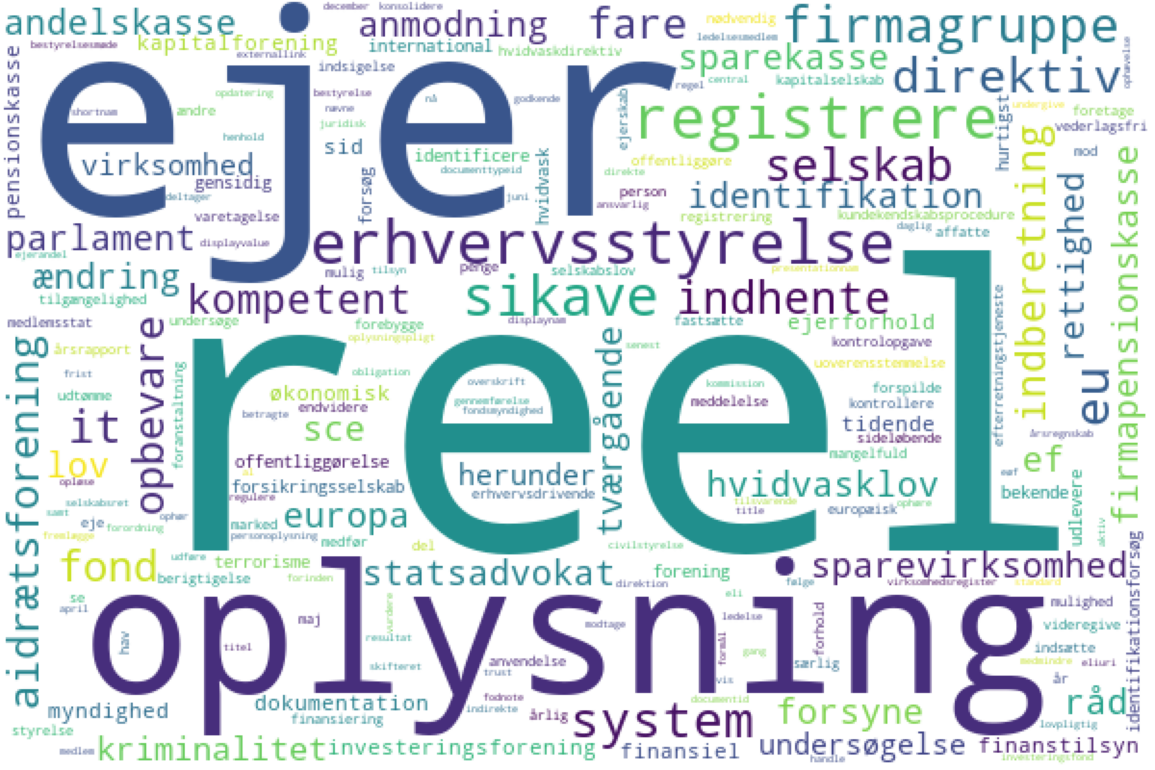 december konsolidere
andelskasse
anmodning
fare
nødvendig
firmagruppe
bestyrelsesmøde
kapitalforening
international
hvidvaskdirektiv
ledelsesmedlem
externallink
indsigelse
sparekasse
central
kapitalselskab
direktiv
ophævelse
pensionskasse
ejer
opdatering
bestyrelse
nå
godkende
regel
shortnam
ændre
nævne
ejerskab
registrere
hurtigst
undergive
foretage
vederlagsfri
henhold
juridisk
virksomhed
sid
identificere
documenttypeid
hvidvask
offentliggøre
direkte
selskab
mod
gensidig
deltager
forsøg
juni
person
ansvarlig
identifikation
varetagelse
registrering
kundekendskabsprocedure
daglig
affatte
parlament
displayvalue
erhvervsstyrelse
indberetning
rettighed
firmapensionskasse
ejerandel
ændring
mulig
tilsyn
penge
selskabslov
præsentationnam
tilgængelighed
kompetent
sikave
indhente
efterretningstjeneste
medlemsstat
undersøge
forebygge
displaynam
fastsætte
ejerforhold
oplysningspligt
senest
kontrolopgave
årsrapport
opbevare
reel
uoverensstemmelse
eu
frist
foranstaltning
obligation
tværgående
aidrætsforening
udtømme
økonomisk
overskrift
kommission
forspilde
betragte
endvidere
gennemførelse
fondsmyndighed
meddelelse
kontrollere
it
sce
tidende
årsregnskab
sideløbende
lov
offentliggørelse
mangelfuld
ef
eøf
opløse
al
herunder
hvidvasklov
bekende
forsikringsselskab
erhvervsdrivende
udlevere
selskabsret
regulere
tilsvarende
ophøre
samt
ophør
title
europæisk
eje
forordning
marked
europa
fremlægge
personoplysning
medfør
del
civilstyrelse
aktiv
fond
udføre
terrorisme
statsadvokat
direktion
forening
følge
sparevirksomhed
identifikationsforsøg
berigtigelse
forinden
virksomhedsregister
standard
se
oplysning
eli
mulighed
april
vurdere
ledelse
maj
modtage
forhold
videregive
hav
titel
resultat
formål
gang
indsætte
skifteret
anvendelse
særlig
medmindre
eliuri
trust
vis
år
fodnote
documentid
dokumentation
indirekte
råd
myndighed
finansiering
årlig
system
forsyne
lovpligtig
styrelse
medlem
kriminalitet
investeringsforening
finansiel
undersøgelse
finanstilsyn
handle
investeringsfond